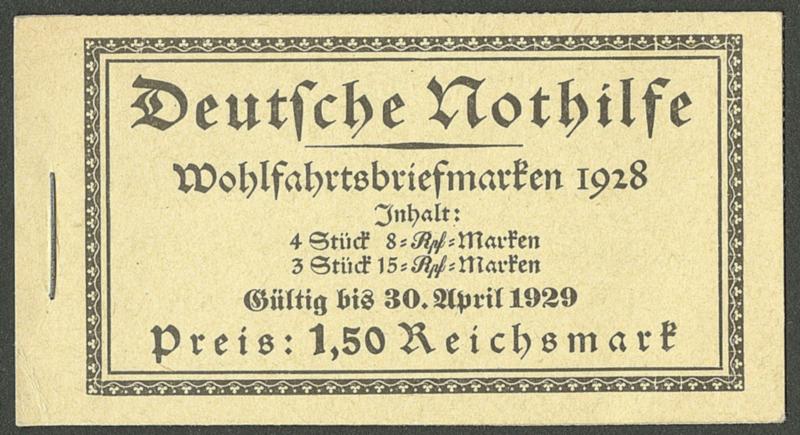 Deutſche Nothilfe
Wohlfahrtsbriefmarken 1928
Inhalt:
4 Stück 8=Rpf=Marken
3 Stück 15=Rpf=Marken
Gültig bis 30. April 1929
Preis: 1,50 Reichsmark